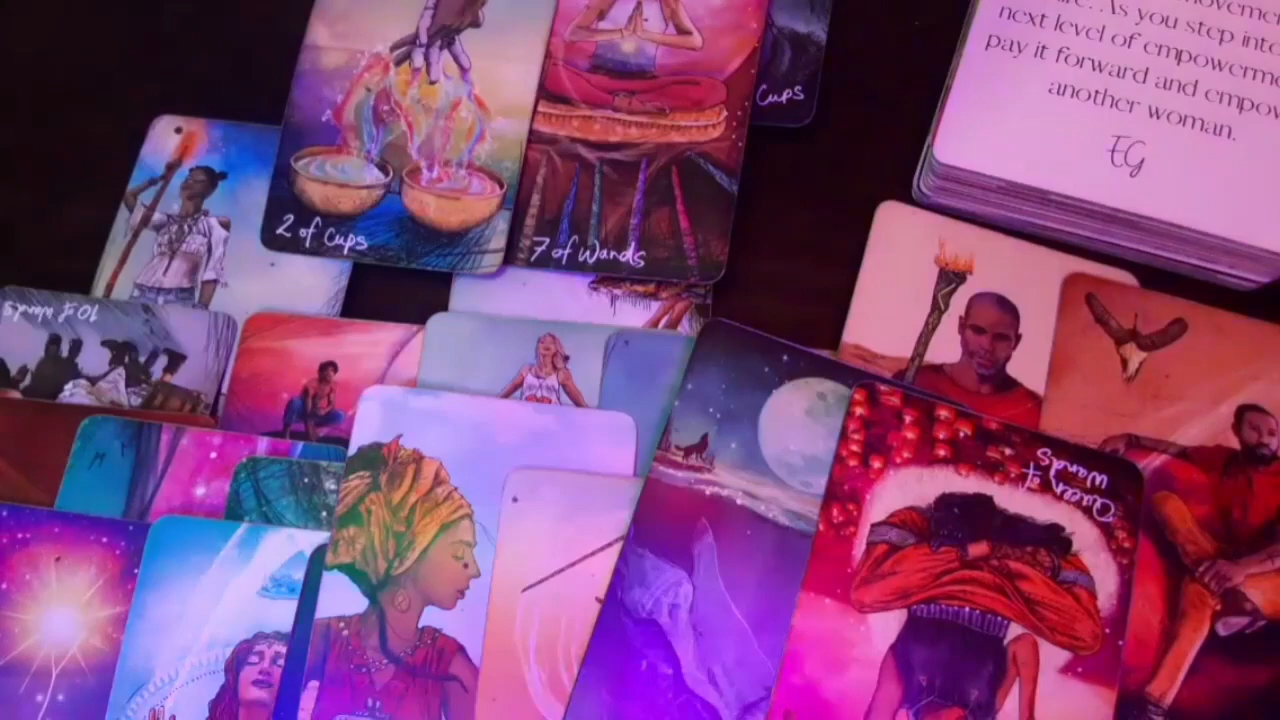 Cups
next level of empowerm
pay it forward and empow
another woman.
EG
2 of Cups
7 of Wands
10 of Wands
Queen of
Wands